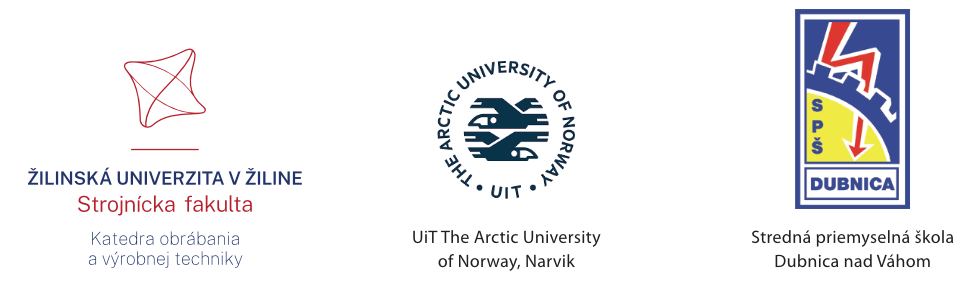 ŽILINSKÁ UNIVERZITA V ŽILINE
Strojnícka fakulta
Katedra obrábania
a výrobnej techniky
THE ARCTIC UNIVERSITY OF NORWAY
• UIT •
UiT The Arctic University
of Norway, Narvik
S
P
Š
DUBNICA
Stredná priemyselná škola
Dubnica nad Váhom